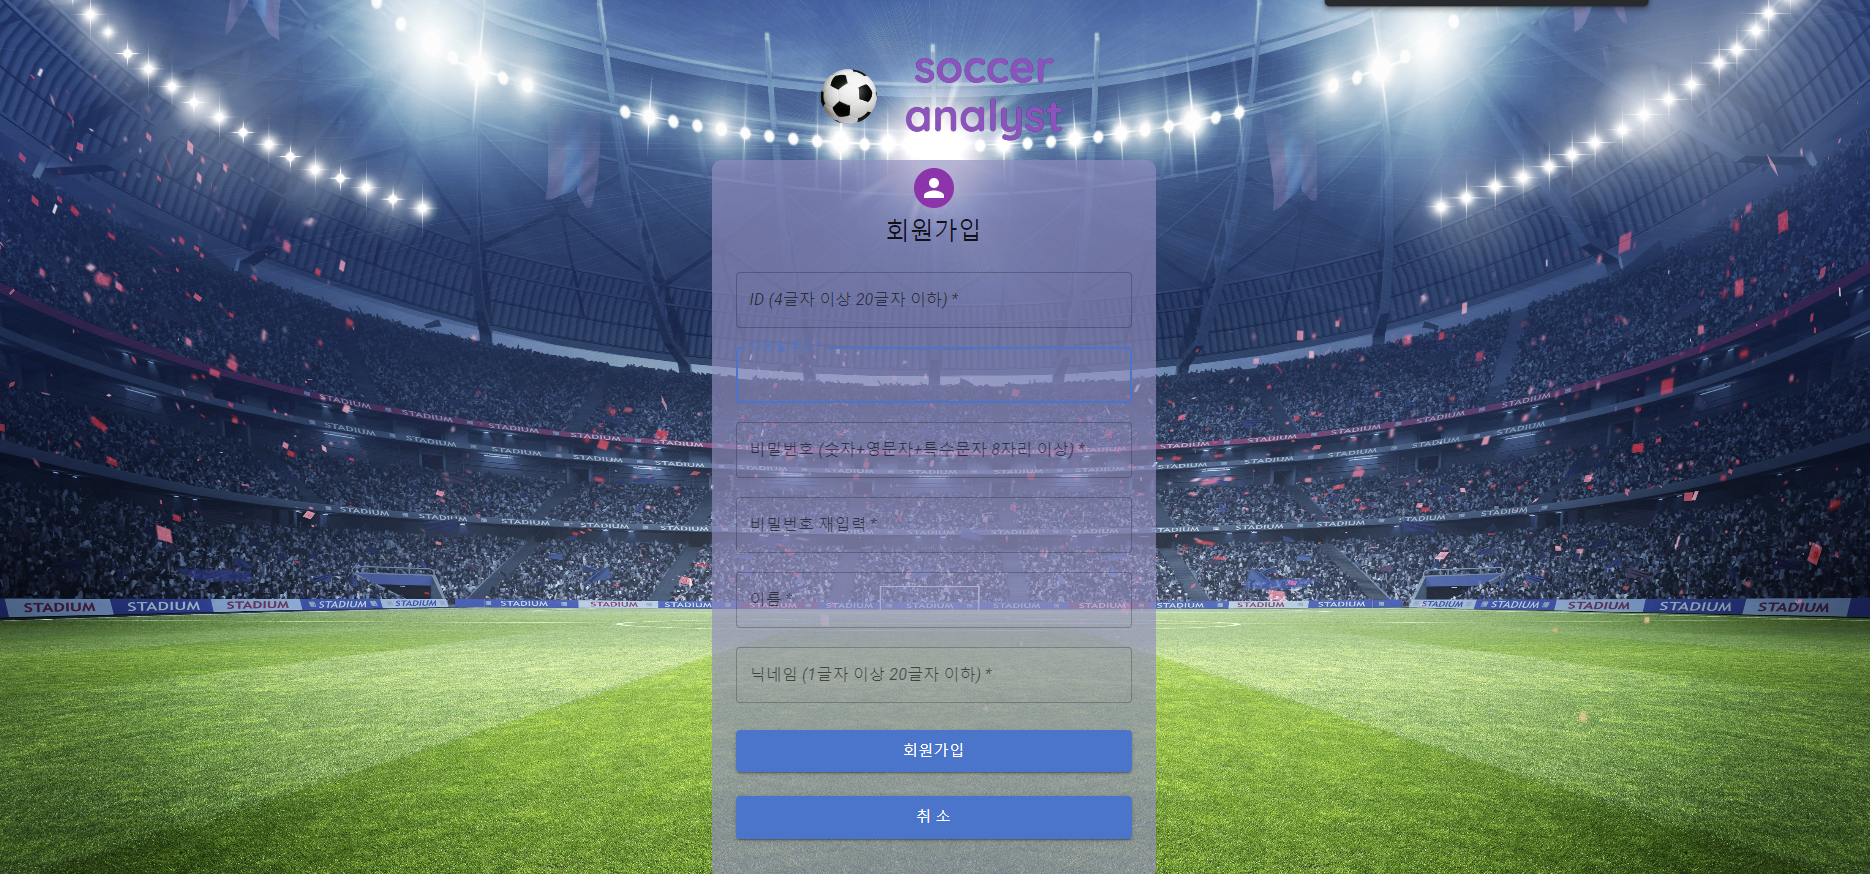 soccer
analyst
회원가입
ID (4글자 이상 20글자 이하) *
비밀번호 (숫자+영문자+특수문자 8자리 이상) *
비밀번호 재입력 *
이름 *
닉네임 (1글자 이상 20글자 이하) *
회원가입
취 소
STADIUM STADIUM STADIUM STADIUM STADIUM STADIUM STADIUM STADIUM
STADIUM STADIUM STADIUM STADIUM STADIUM STADIUM STADIUM STADIUM